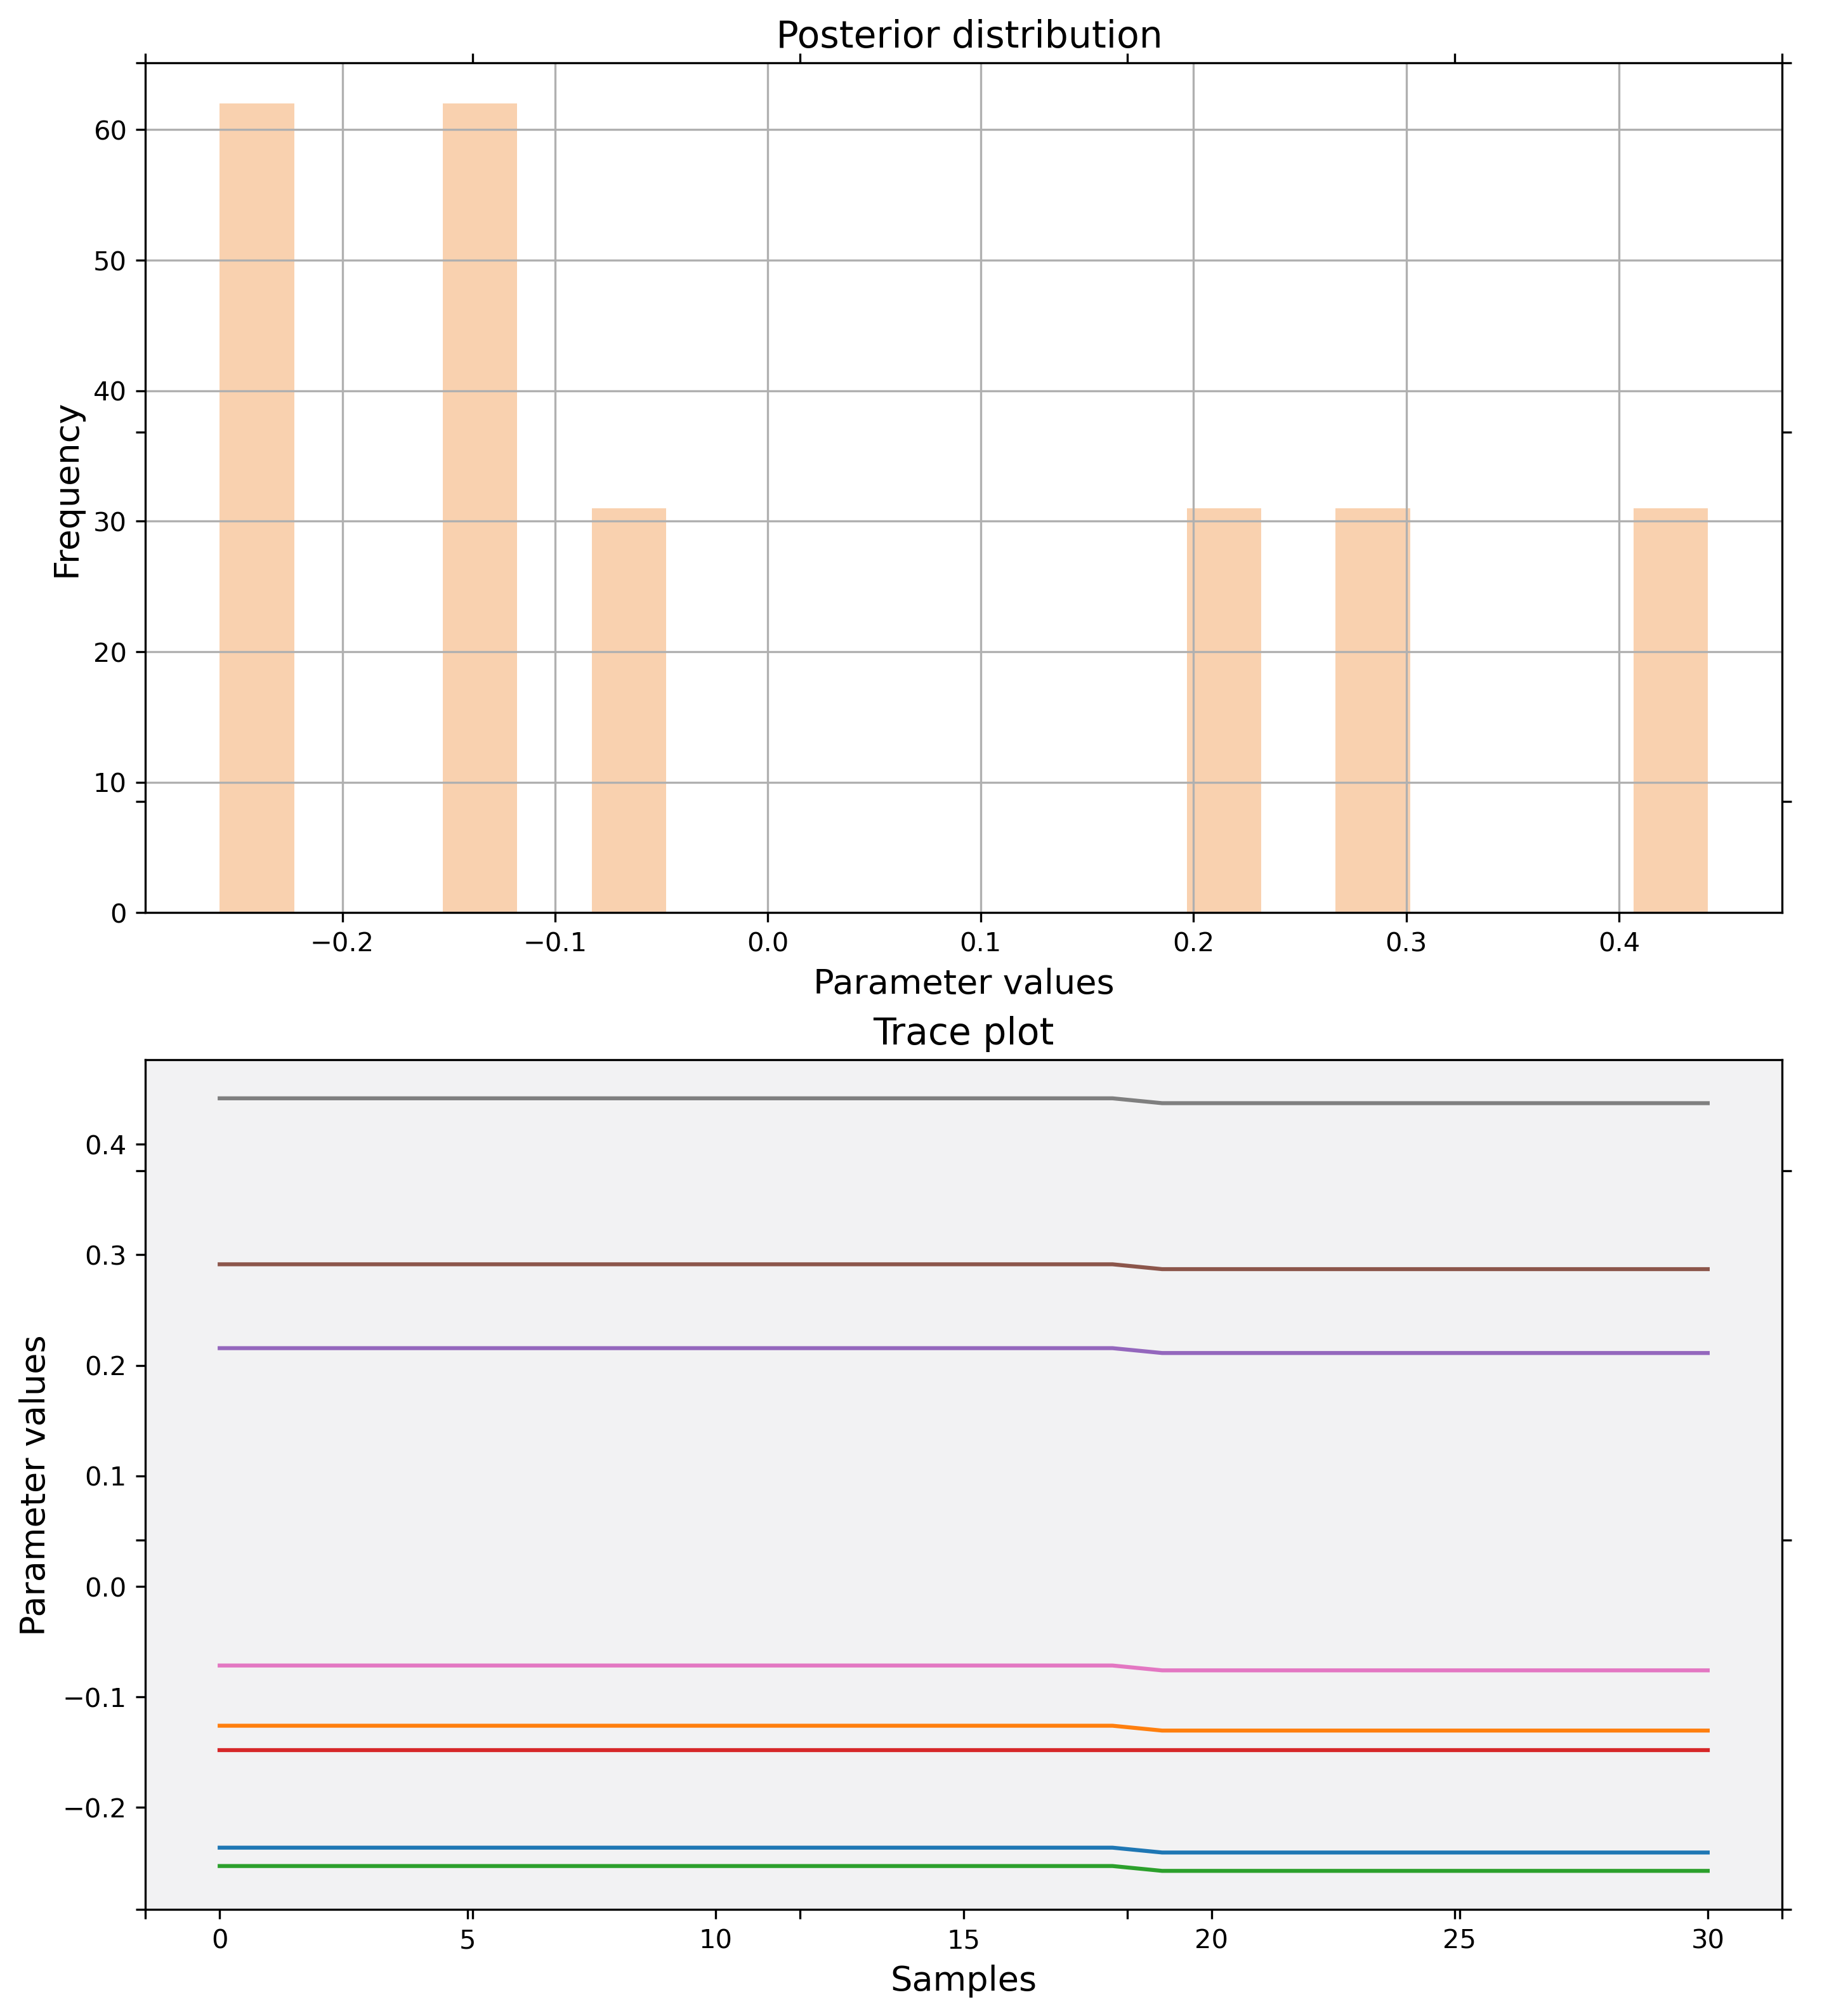 Posterior distribution
60
50
40
30
20
10
0
Frequency
−0.2 −0.1 0.0 0.1 0.2 0.3 0.4
Parameter values
Trace plot
0.4
0.3
0.2
0.1
0.0
−0.1
−0.2
Parameter values
0 5 10 15 20 25 30
Samples